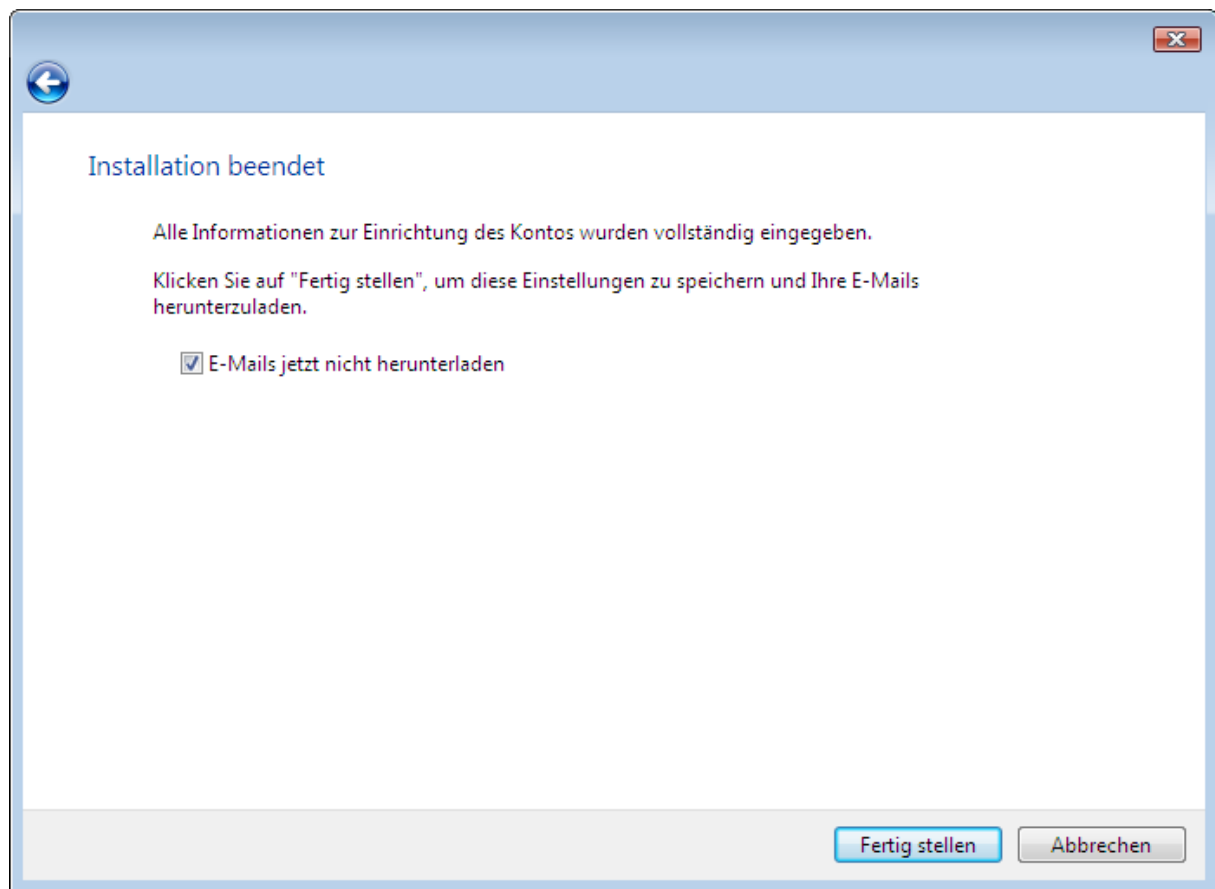 Installation beendet
Alle Informationen zur Einrichtung des Kontos wurden vollständig eingegeben.
Klicken Sie auf "Fertig stellen", um diese Einstellungen zu speichern und Ihre E-Mails
herunterzuladen.
E-Mails jetzt nicht herunterladen
Fertig stellen
Abbrechen